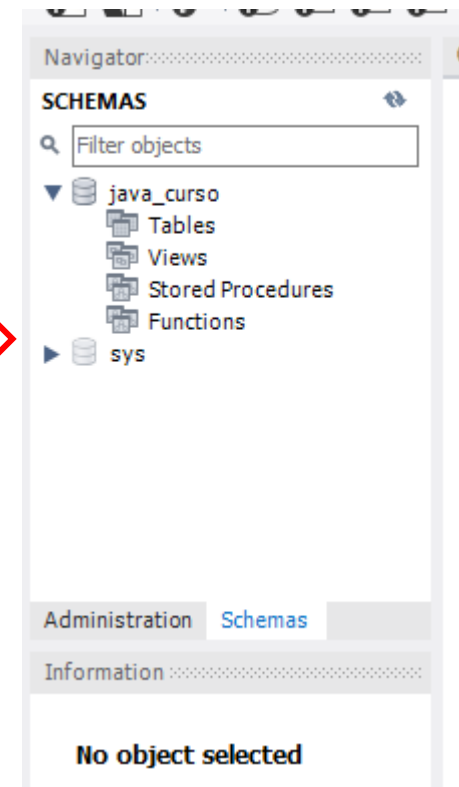 Navigator
SCHEMAS
Filter objects
java_curso
Tables
Views
Stored Procedures
Functions
sys
Administration Schemas
Information
No object selected